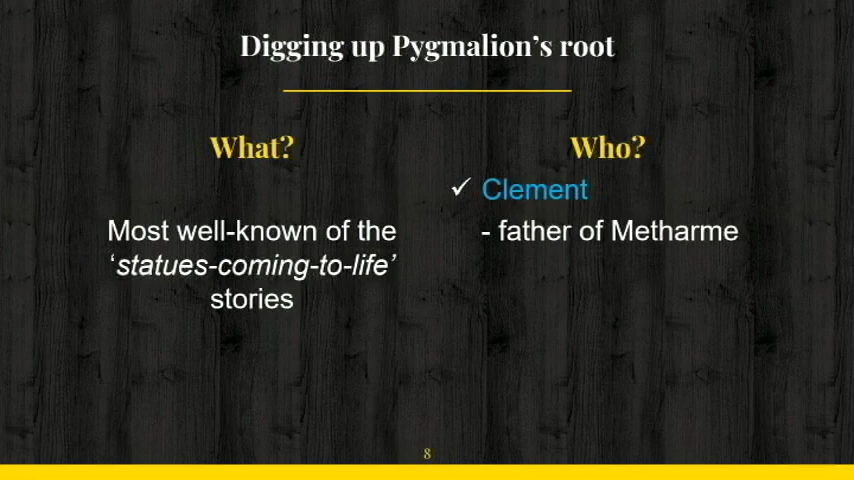 Digging up Pygmalion’s root
What?
Most well-known of the
‘statues-coming-to-life’
stories
Who?
✓ Clement
- father of Metharme
8